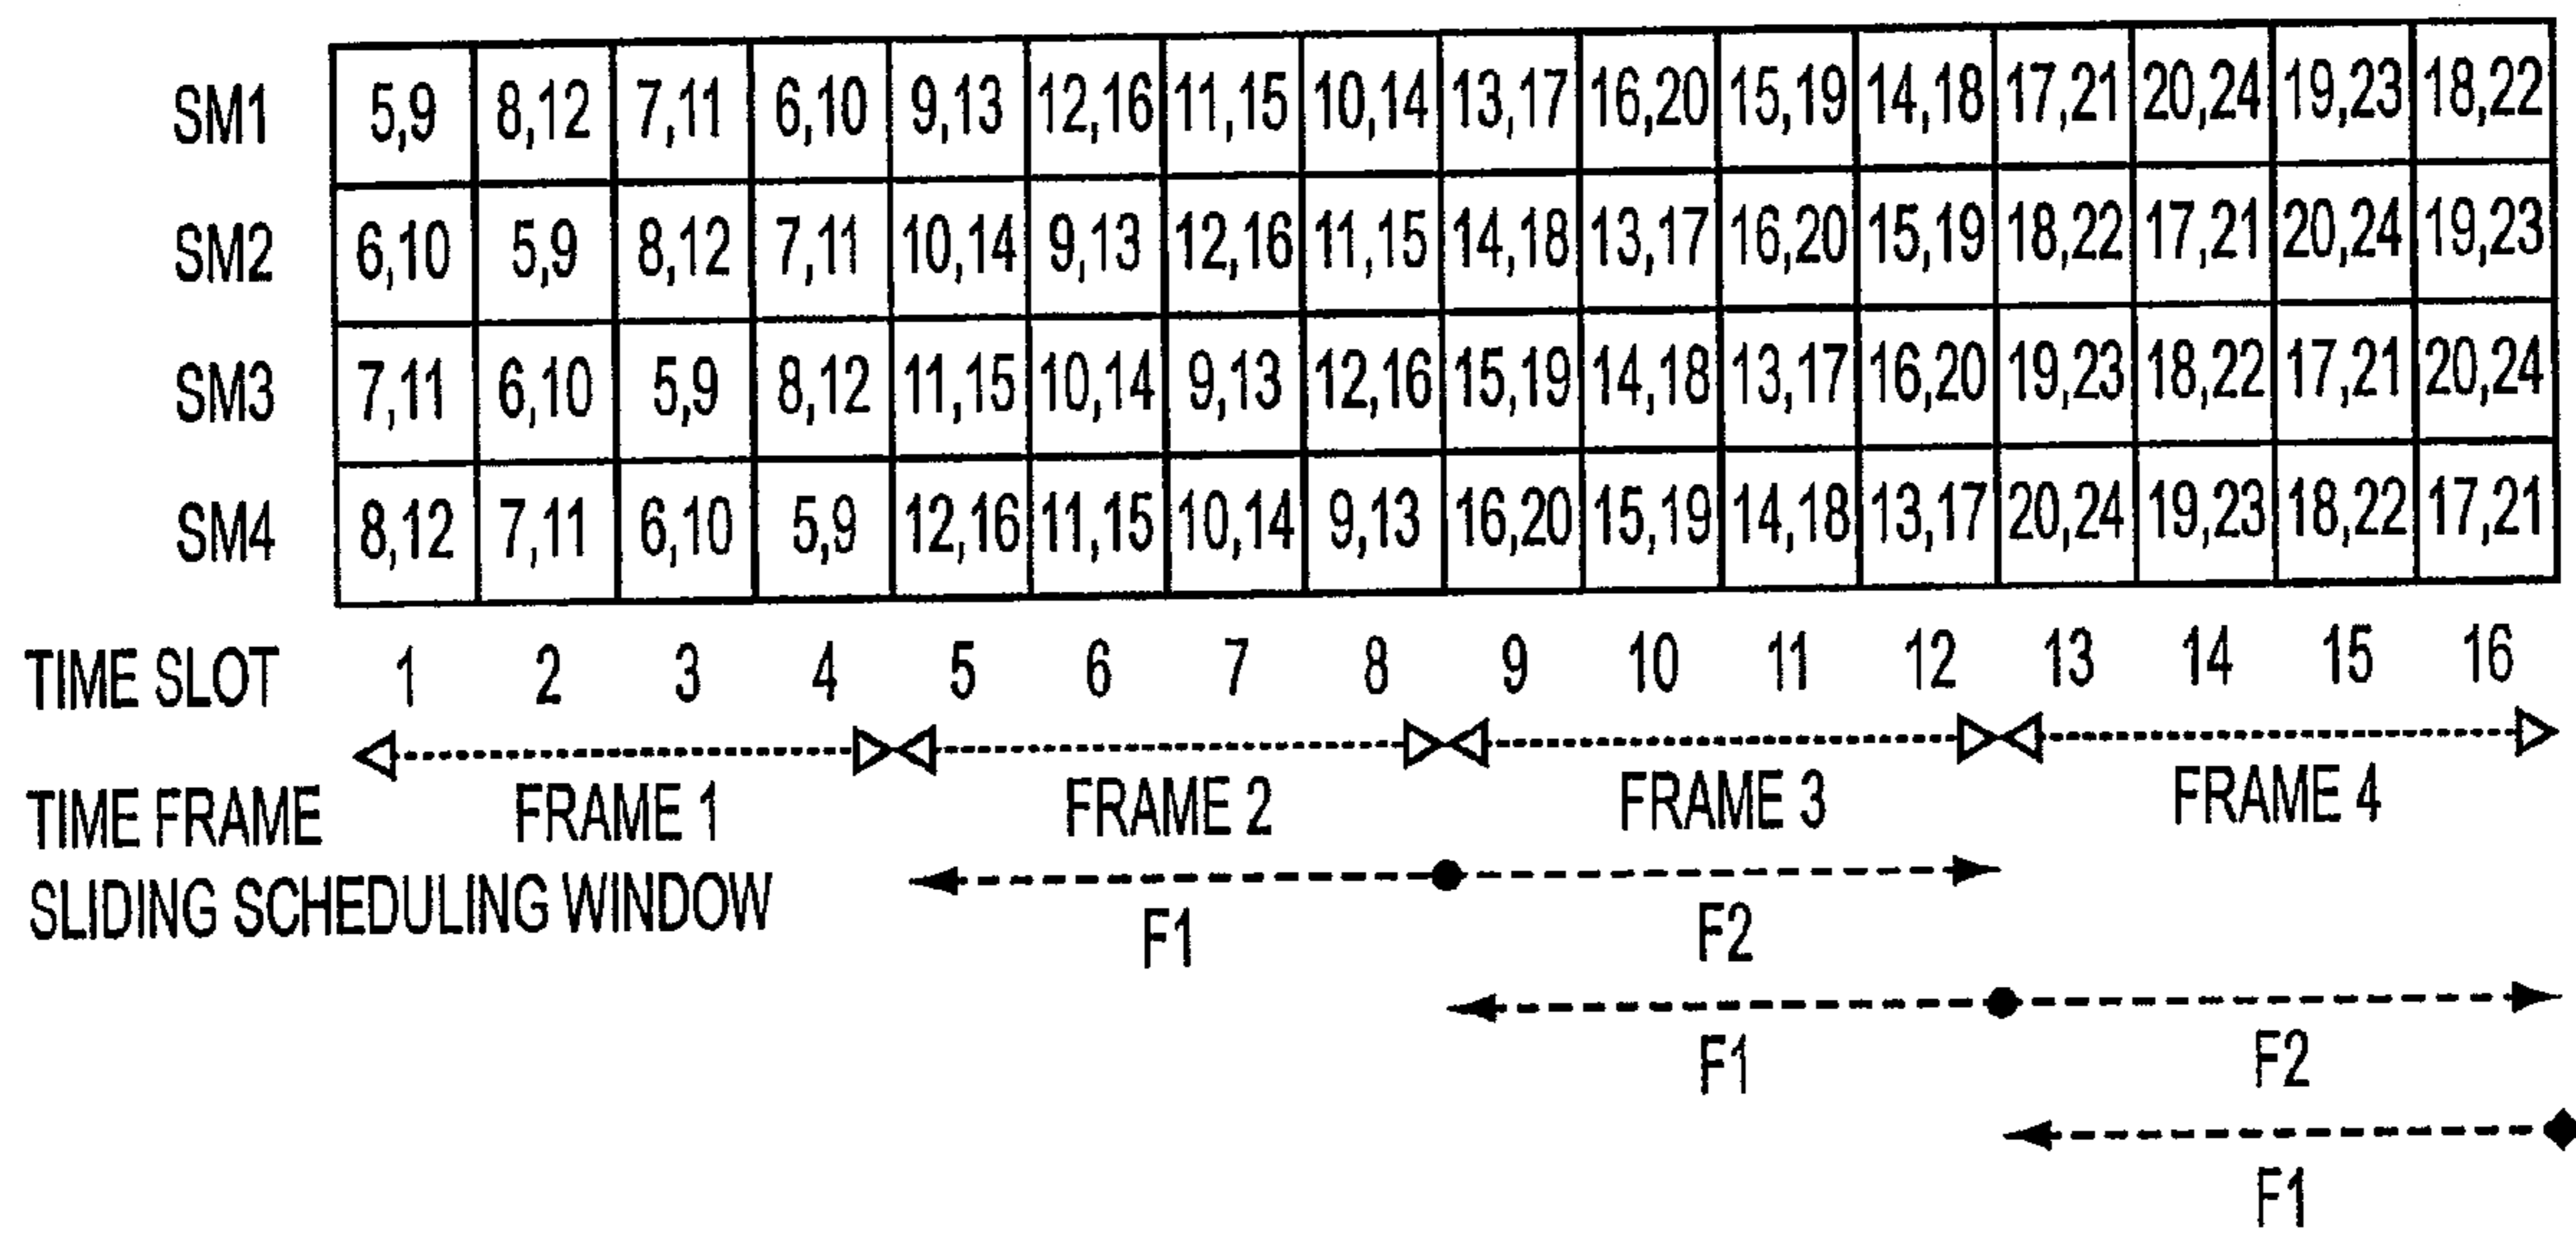 SM1 5,9 8,12 7,11 6,10 9,13 12,16 11,15 10,14 13,17 16,20 15,19 14,18 17,21 20,24 19,23 18,22
SM2 6,10 5,9 8,12 7,11 10,14 9,13 12,16 11,15 14,18 13,17 16,20 15,19 18,22 17,21 20,24 19,23
SM3 7,11 6,10 5,9 8,12 11,15 10,14 9,13 12,16 15,19 14,18 13,17 16,20 19,23 18,22 17,21 20,24
SM4 8,12 7,11 6,10 5,9 12,16 11,15 10,14 9,13 16,20 15,19 14,18 13,17 20,24 19,23 18,22 17,21
TIME SLOT 1 2 3 4 5 6 7 8 9 10 11 12 13 14 15 16
TIME FRAME FRAME 1 FRAME 2 FRAME 3 FRAME 4
SLIDING SCHEDULING WINDOW
F1 F2
F1 F2
F1